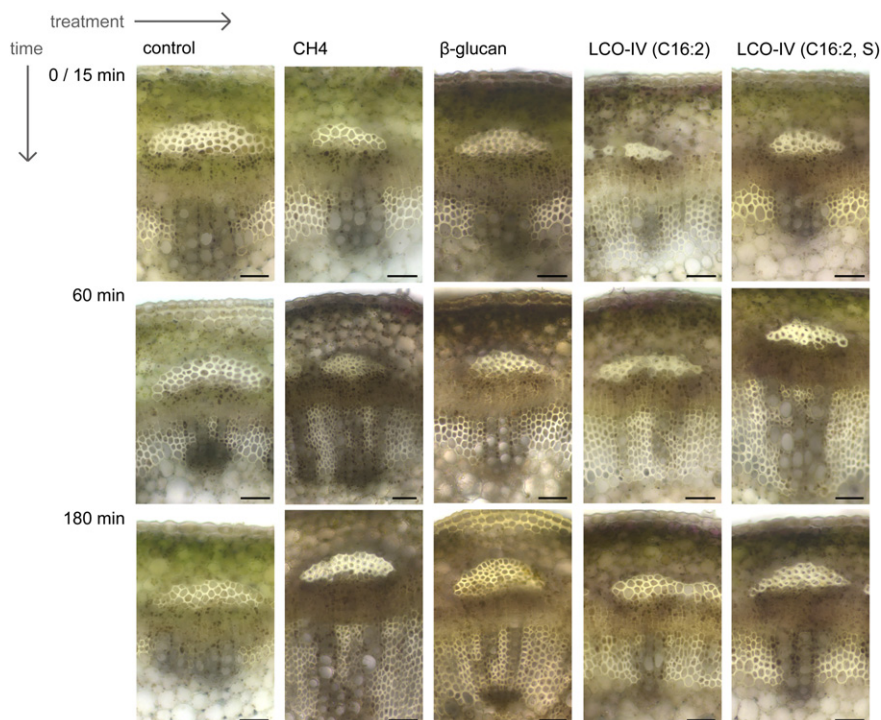 treatment
time
control
CH4
β-glucan
LCO-IV (C16:2)
LCO-IV (C16:2, S)
0 / 15 min
60 min
180 min